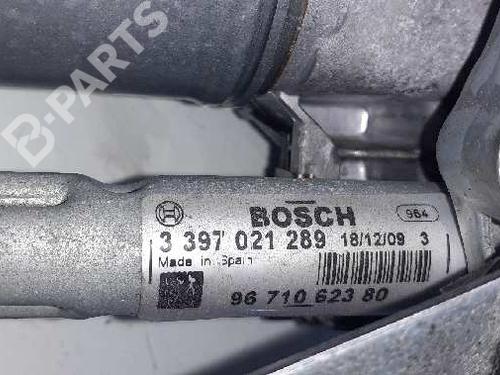 B-PARTS
BOSCH 964
3 397 021 289 18/12/09 3
Made in Spain
96 710 623 80